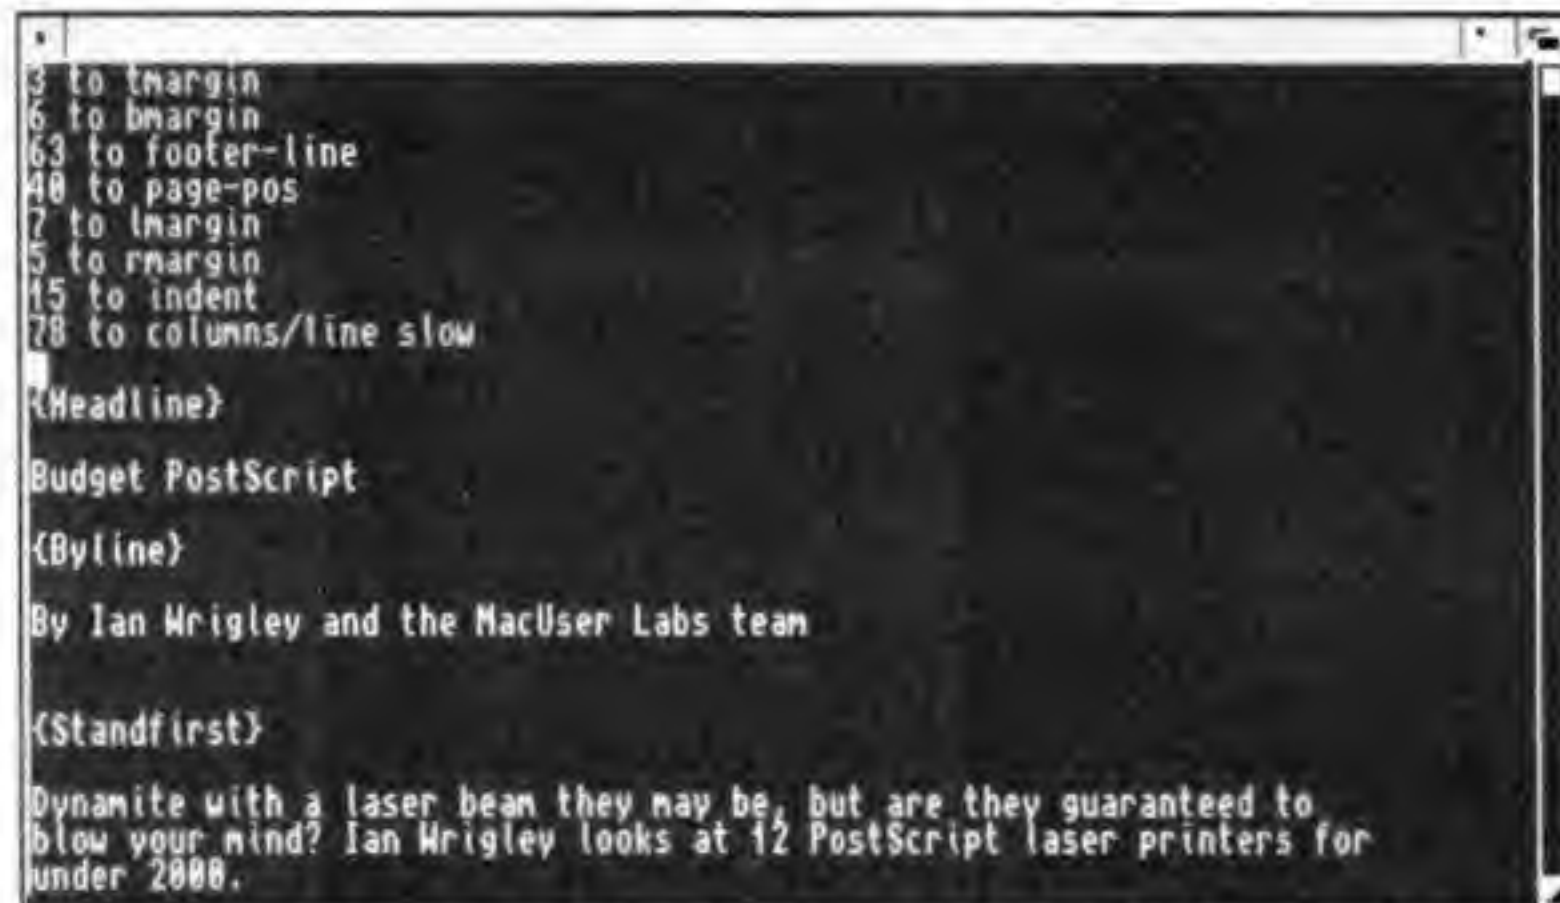 3 to tmargin
6 to bmargin
63 to footer-line
40 to page-pos
7 to lmargin
5 to rmargin
15 to indent
78 to columns/line slow
{Headline}
Budget PostScript
{Byline}
By Ian Wrigley and the MacUser Labs team
{Standfirst}
Dynamite with a laser beam they may be, but are they guaranteed to
blow your mind? Ian Wrigley looks at 12 PostScript laser printers for
under 2000.